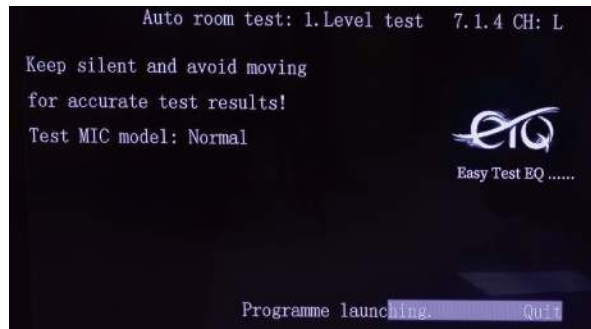 Auto room test: 1.Level test 7.1.4 CH: L
Keep silent and avoid moving
for accurate test results!
Test MIC model: Normal
eIQ
Easy Test EQ ......
Programme launching. Quit